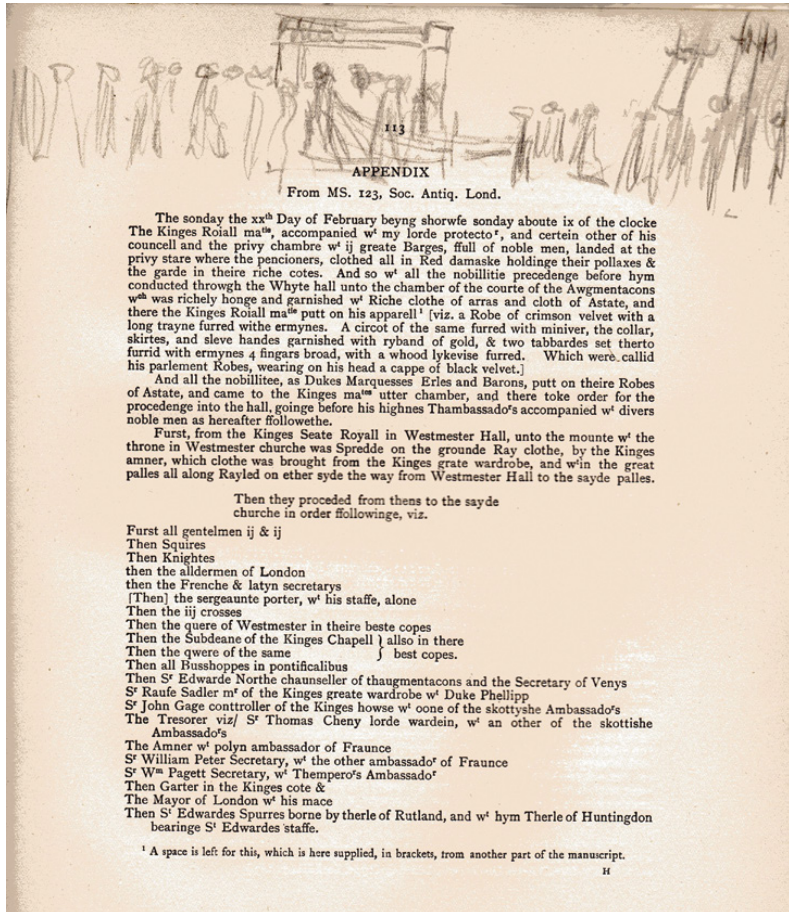 113
APPENDIX
From MS. 123, Soc. Antiq. Lond.
The sonday the xxth Day of February beyng shorwfe sonday aboute ix of the clocke
The Kinges Roiall matie, accompanied wt my lorde protector, and certein other of his
councell and the privy chambre wt ij greate Barges, ffull of noble men, landed at the
privy stare where the pencioners, clothed all in Red damaske holdinge their pollaxes &
the garde in theire riche cotes. And so wt all the nobillitie precedenge before hym
conducted throwgh the Whyte hall unto the chamber of the courte of the Awgmentacons
wch was richely honge and garnished wt Riche clothe of arras and cloth of Astate, and
there the Kinges Roiall matie putt on his apparell1 [viz. a Robe of crimson velvet with a
long trayne furred withe ermynes. A circot of the same furred with miniver, the collar,
skirtes, and sleve handes garnished with ryband of gold, & two tabbardes set therto
furrid with ermynes 4 fingars broad, with a whood lykevise furred. Which were callid
his parlement Robes, wearing on his head a cappe of black velvet.]
And all the nobillitee, as Dukes Marquesses Erles and Barons, putt on theire Robes
of Astate, and came to the Kinges maties utter chamber, and there toke order for the
procedenge into the hall, goinge before his highnes Thambassadors accompanied wt divers
noble men as hereafter ffollowethe.
Furst, from the Kinges Seate Royall in Westmester Hall, unto the mounte wt the
throne in Westmester churche was Spredde on the grounde Ray clothe, by the Kinges
amner, which clothe was brought from the Kinges grate wardrobe, and wtin the great
palles all along Rayled on ether syde the way from Westmester Hall to the sayde palles.
Then they proceded from thens to the sayde
churche in order ffollowinge, viz.
Furst all gentelmen ij & ij
Then Squires
Then Knightes
then the alldermen of London
then the Frenche & latyn secretarys
[Then] the sergeaunte porter, wt his staffe, alone
Then the iij crosses
Then the quere of Westmester in theire beste copes
Then the Subdeane of the Kinges Chapell } allso in there
Then the qwere of the same } best copes.
Then all Busshoppes in pontificalibus
Then Sr Edwarde Northe chaunseller of thaugmentacons and the Secretary of Venys
Sr Raufe Sadler mr of the Kinges greate wardrobe wt Duke Phellipp
Sr John Gage conttroller of the Kinges howse wt oone of the skottyshe Ambassadors
The Tresorer viz/ Sr Thomas Cheny lorde wardein, wt an other of the skottishe
Ambassadors
The Amner wt polyn ambassador of Fraunce
Sr William Peter Secretary, wt the other ambassador of Fraunce
Sr Wm Pagett Secretary, wt Themperors Ambassador
Then Garter in the Kinges cote &
The Mayor of London wt his mace
Then St Edwardes Spurres borne by therle of Rutland, and wt hym Therle of Huntingdon
bearinge St Edwardes staffe.
1 A space is left for this, which is here supplied, in brackets, from another part of the manuscript.
H